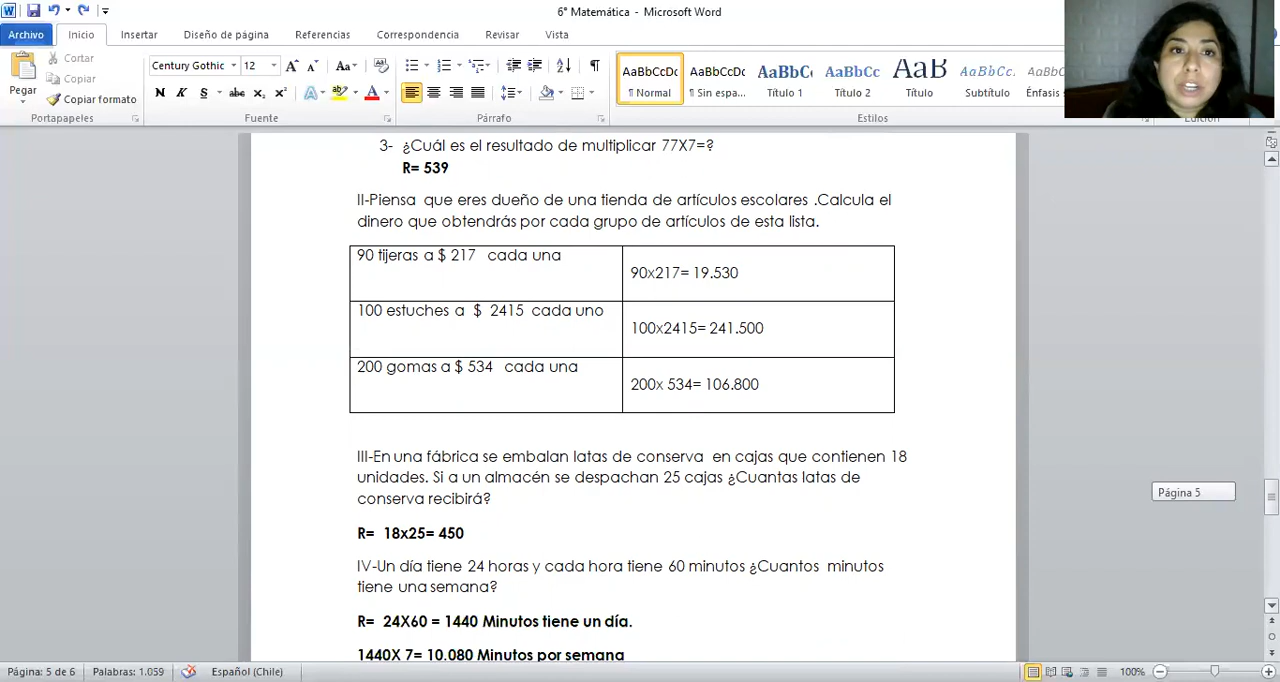 6° Matemática - Microsoft Word
Archivo Inicio Insertar Diseño de página Referencias Correspondencia Revisar Vista
Pegar
Cortar
Copiar
Copiar formato
Portapapeles
Century Gothic 12
Fuente
Párrafo
AaBbCcDc AaBbCcDc AaBbC AaBbCc AaB AaBbCc. AaBbC
¶ Normal ¶ Sin espa... Título 1 Título 2 Título Subtítulo Énfasis
Estilos
Edición
3- ¿Cuál es el resultado de multiplicar 77X7=?
R= 539
II-Piensa que eres dueño de una tienda de artículos escolares .Calcula el
dinero que obtendrás por cada grupo de artículos de esta lista.
90 tijeras a $ 217 cada una
90x217= 19.530
100 estuches a $ 2415 cada uno
100x2415= 241.500
200 gomas a $ 534 cada una
200x 534= 106.800
III-En una fábrica se embalan latas de conserva en cajas que contienen 18
unidades. Si a un almacén se despachan 25 cajas ¿Cuantas latas de
conserva recibirá?
R= 18x25= 450
IV-Un día tiene 24 horas y cada hora tiene 60 minutos ¿Cuantos minutos
tiene una semana?
R= 24X60 = 1440 Minutos tiene un día.
1440X 7= 10.080 Minutos por semana
Página 5
Página: 5 de 6 Palabras: 1.059 Español (Chile) 100%